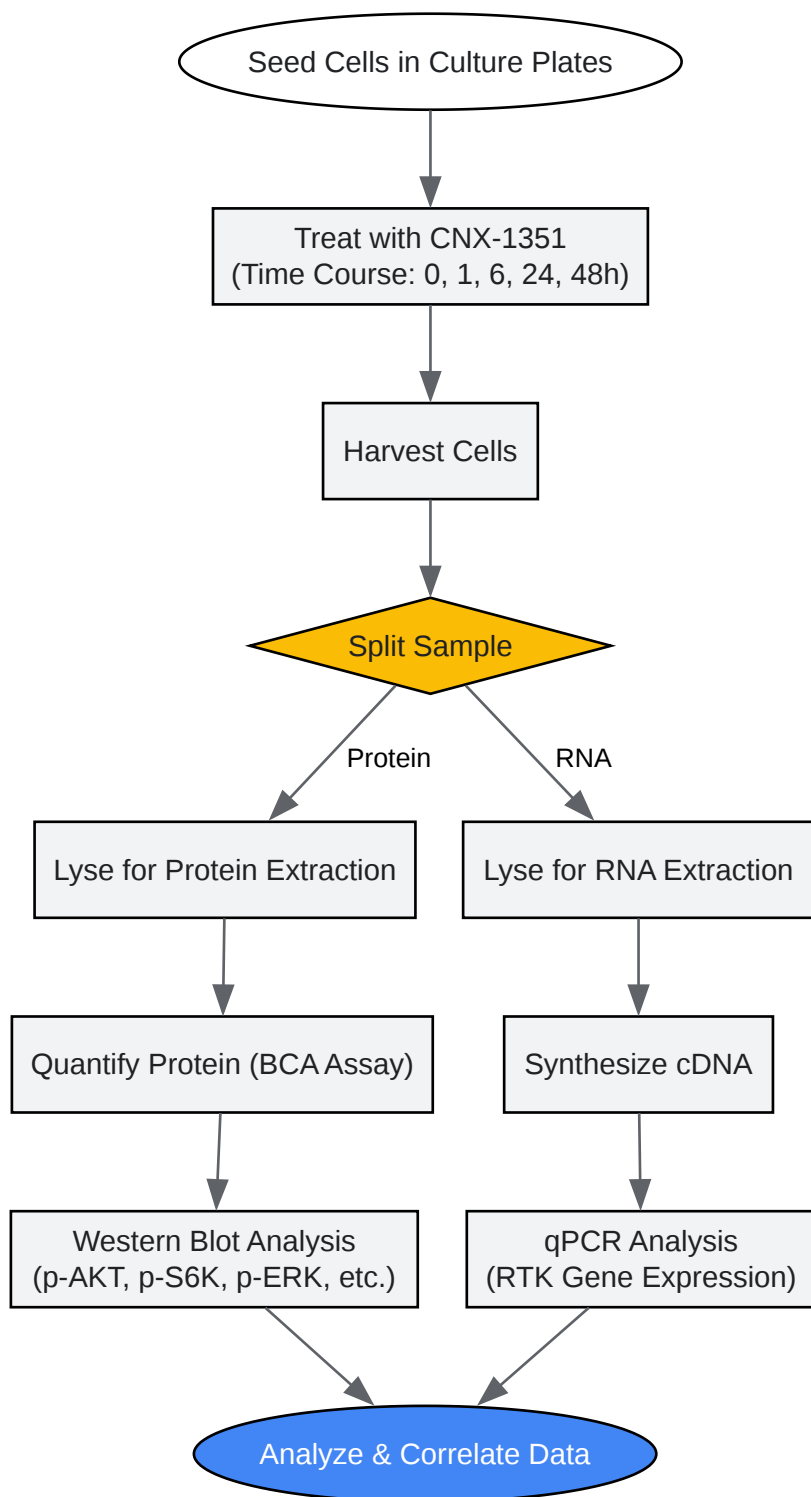 Seed Cells in Culture Plates
Treat with CNX-1351
(Time Course: 0, 1, 6, 24, 48h)
Harvest Cells
Split Sample
Protein
RNA
Lyse for Protein Extraction
Lyse for RNA Extraction
Quantify Protein (BCA Assay)
Synthesize cDNA
Western Blot Analysis
(p-AKT, p-S6K, p-ERK, etc.)
qPCR Analysis
(RTK Gene Expression)
Analyze & Correlate Data